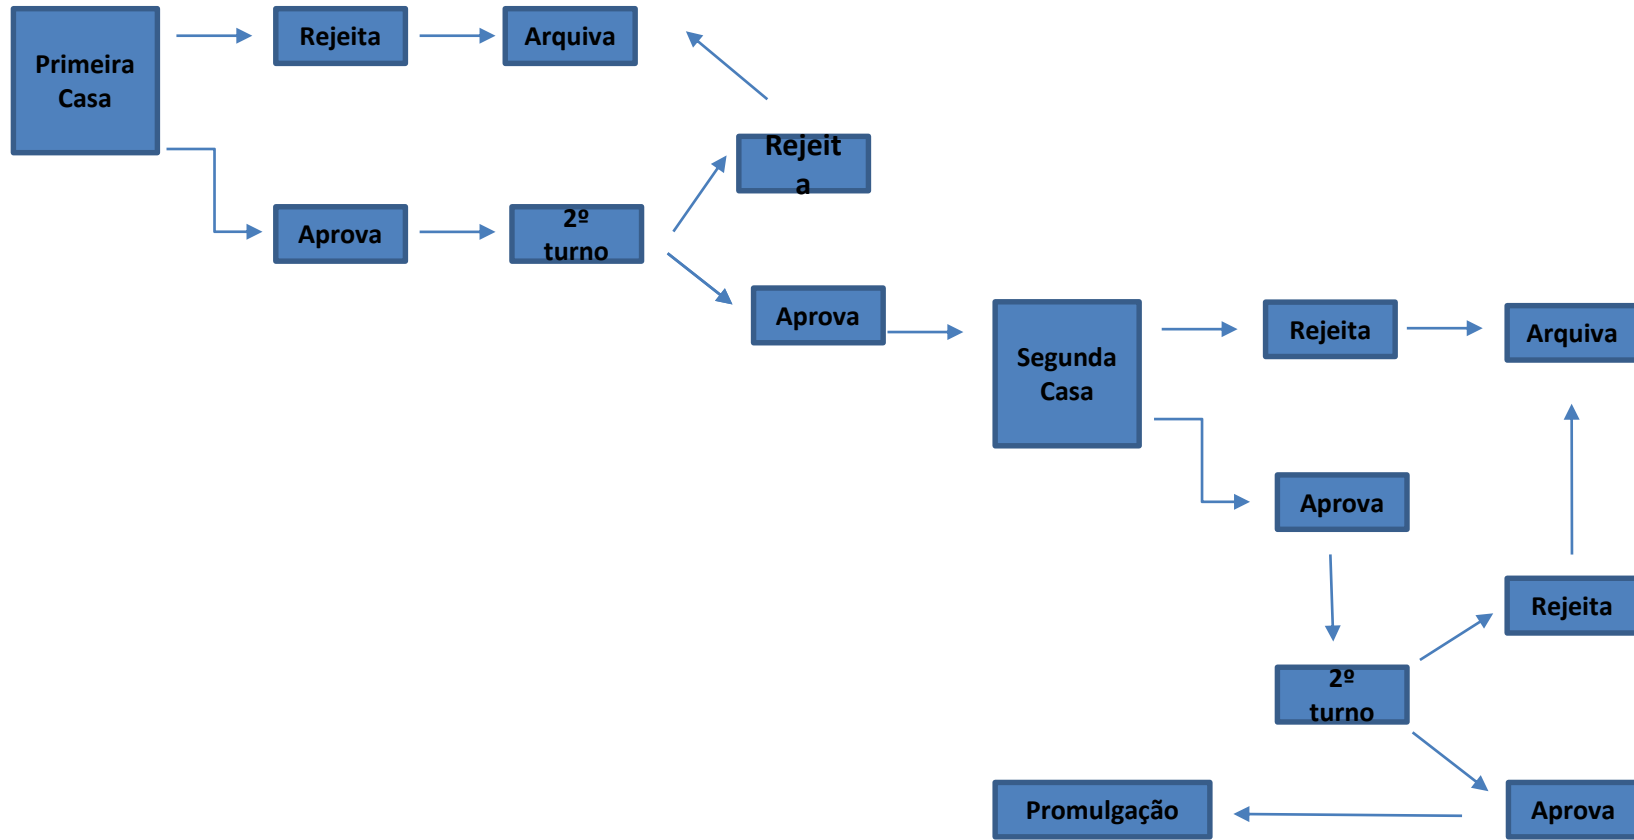 Primeira
Casa
Rejeita
Arquiva
Rejeit
a
Aprova
2º
turno
Aprova
Segunda
Casa
Rejeita
Arquiva
Aprova
Rejeita
2º
turno
Promulgação
Aprova